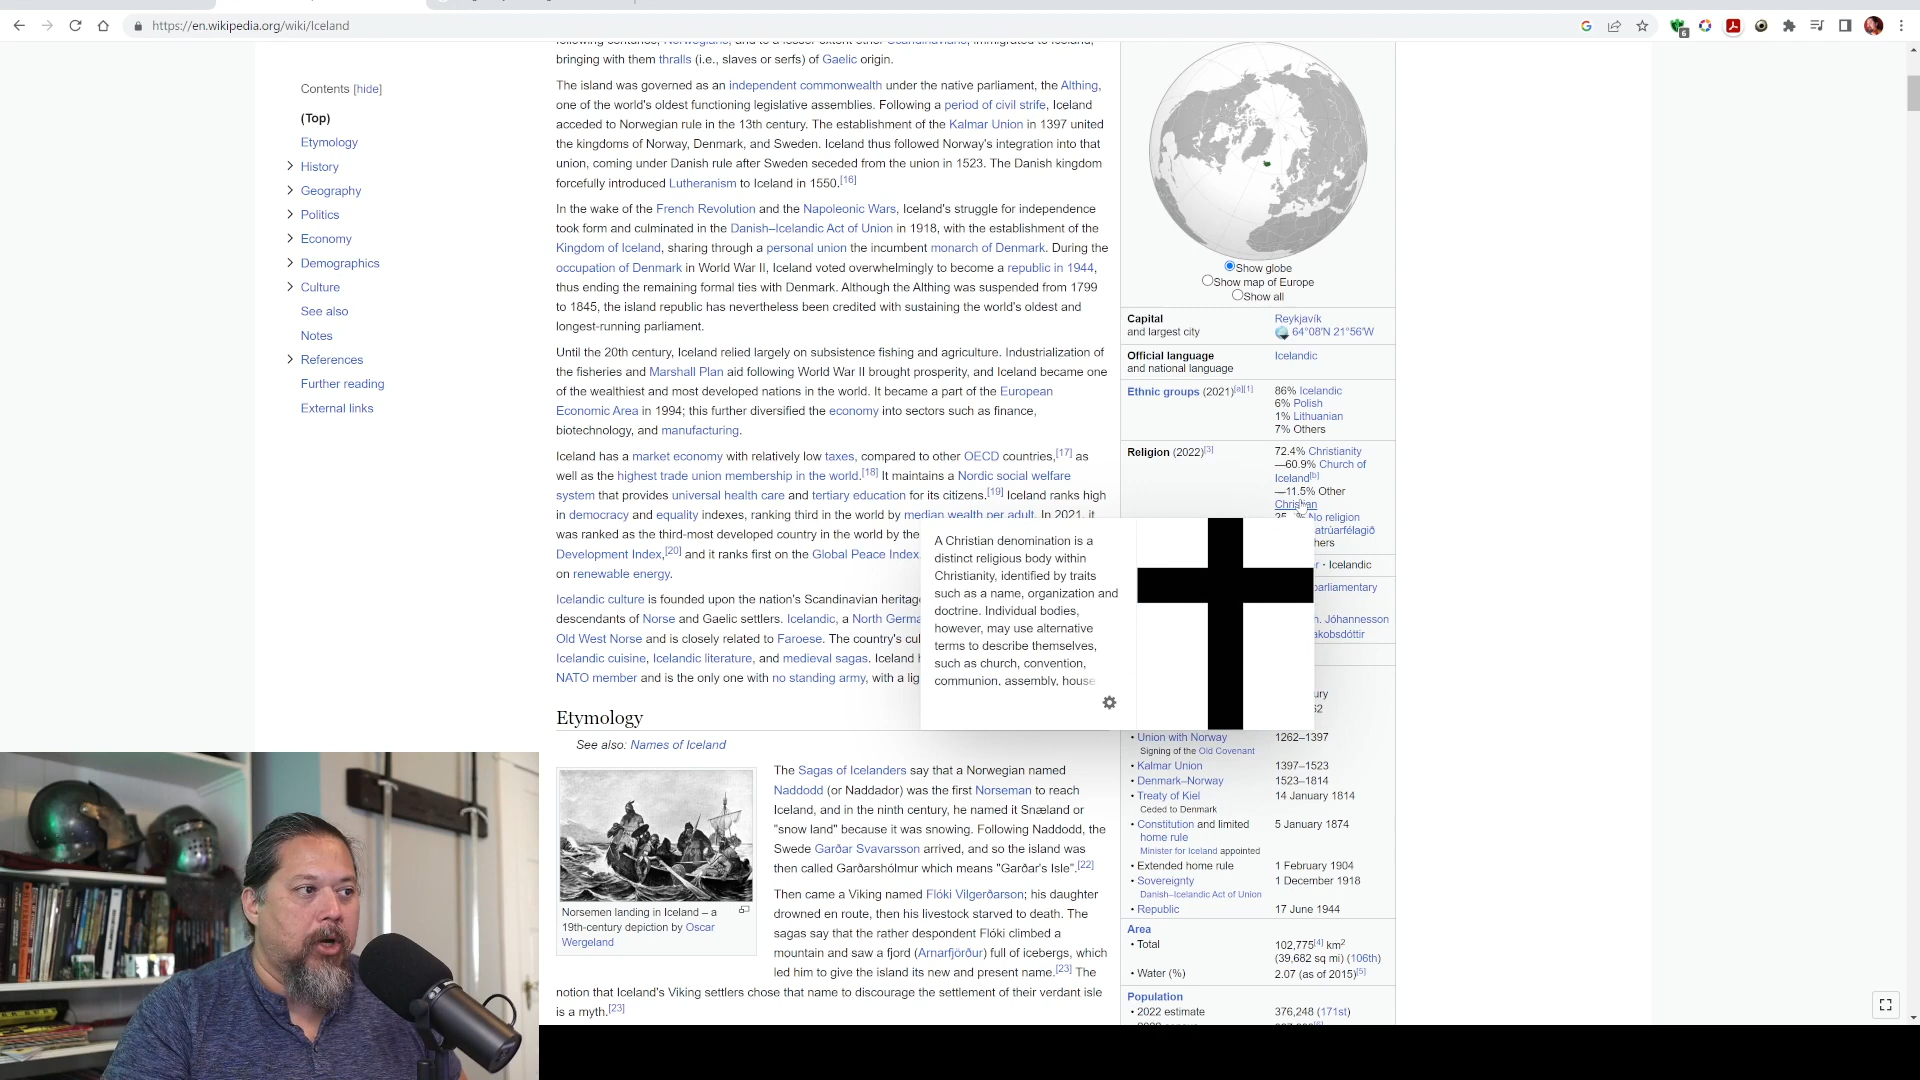 https://en.wikipedia.org/wiki/Iceland
6
Contents [hide]
(Top)
Etymology
History
Geography
Politics
Economy
Demographics
Culture
See also
Notes
References
Further reading
External links
bringing with them thralls (i.e., slaves or serfs) of Gaelic origin.
The island was governed as an independent commonwealth under the native parliament, the Althing,
one of the world's oldest functioning legislative assemblies. Following a period of civil strife, Iceland
acceded to Norwegian rule in the 13th century. The establishment of the Kalmar Union in 1397 united
the kingdoms of Norway, Denmark, and Sweden. Iceland thus followed Norway's integration into that
union, coming under Danish rule after Sweden seceded from the union in 1523. The Danish kingdom
forcefully introduced Lutheranism to Iceland in 1550.[16]
In the wake of the French Revolution and the Napoleonic Wars, Iceland's struggle for independence
took form and culminated in the Danish–Icelandic Act of Union in 1918, with the establishment of the
Kingdom of Iceland, sharing through a personal union the incumbent monarch of Denmark. During the
occupation of Denmark in World War II, Iceland voted overwhelmingly to become a republic in 1944,
thus ending the remaining formal ties with Denmark. Although the Althing was suspended from 1799
to 1845, the island republic has nevertheless been credited with sustaining the world's oldest and
longest-running parliament.
Until the 20th century, Iceland relied largely on subsistence fishing and agriculture. Industrialization of
the fisheries and Marshall Plan aid following World War II brought prosperity, and Iceland became one
of the wealthiest and most developed nations in the world. It became a part of the European
Economic Area in 1994; this further diversified the economy into sectors such as finance,
biotechnology, and manufacturing.
Iceland has a market economy with relatively low taxes, compared to other OECD countries,[17] as
well as the highest trade union membership in the world.[18] It maintains a Nordic social welfare
system that provides universal health care and tertiary education for its citizens.[19] Iceland ranks high
in democracy and equality indexes, ranking third in the world by median wealth per adult. In 2021, it
was ranked as the third-most developed country in the world by the
Development Index,[20] and it ranks first on the Global Peace Index.
on renewable energy.
Icelandic culture is founded upon the nation's Scandinavian heritage
descendants of Norse and Gaelic settlers. Icelandic, a North Germa
Old West Norse and is closely related to Faroese. The country's cul
Icelandic cuisine, Icelandic literature, and medieval sagas. Iceland h
NATO member and is the only one with no standing army, with a lig
A Christian denomination is a
distinct religious body within
Christianity, identified by traits
such as a name, organization and
doctrine. Individual bodies,
however, may use alternative
terms to describe themselves,
such as church, convention,
communion, assembly, house
Etymology
See also: Names of Iceland
The Sagas of Icelanders say that a Norwegian named
Naddodd (or Naddador) was the first Norseman to reach
Iceland, and in the ninth century, he named it Snæland or
"snow land" because it was snowing. Following Naddodd, the
Swede Garðar Svavarsson arrived, and so the island was
then called Garðarshólmur which means "Garðar's Isle".[22]
Then came a Viking named Flóki Vilgerðarson; his daughter
drowned en route, then his livestock starved to death. The
sagas say that the rather despondent Flóki climbed a
mountain and saw a fjord (Arnarfjörður) full of icebergs, which
led him to give the island its new and present name.[23] The
notion that Iceland's Viking settlers chose that name to discourage the settlement of their verdant isle
is a myth.[23]
Norsemen landing in Iceland – a
19th-century depiction by Oscar
Wergeland
Show globe
Show map of Europe
Show all
Capital Reykjavík
and largest city 64°08′N 21°56′W
Official language Icelandic
and national language
Ethnic groups (2021)[a][1] 86% Icelandic
6% Polish
1% Lithuanian
7% Others
Religion (2022)[3] 72.4% Christianity
—60.9% Church of
Iceland[b]
—11.5% Other
Christian
No religion
atrúarfélagið
hers
r · Icelandic
parliamentary
h. Jóhannesson
akobsdóttir
ury
62
• Union with Norway 1262–1397
Signing of the Old Covenant
• Kalmar Union 1397–1523
• Denmark–Norway 1523–1814
• Treaty of Kiel 14 January 1814
Ceded to Denmark
• Constitution and limited 5 January 1874
home rule
Minister for Iceland appointed
• Extended home rule 1 February 1904
• Sovereignty 1 December 1918
Danish–Icelandic Act of Union
• Republic 17 June 1944
Area
• Total 102,775[4] km2
(39,682 sq mi) (106th)
• Water (%) 2.07 (as of 2015)[5]
Population
• 2022 estimate 376,248 (171st)